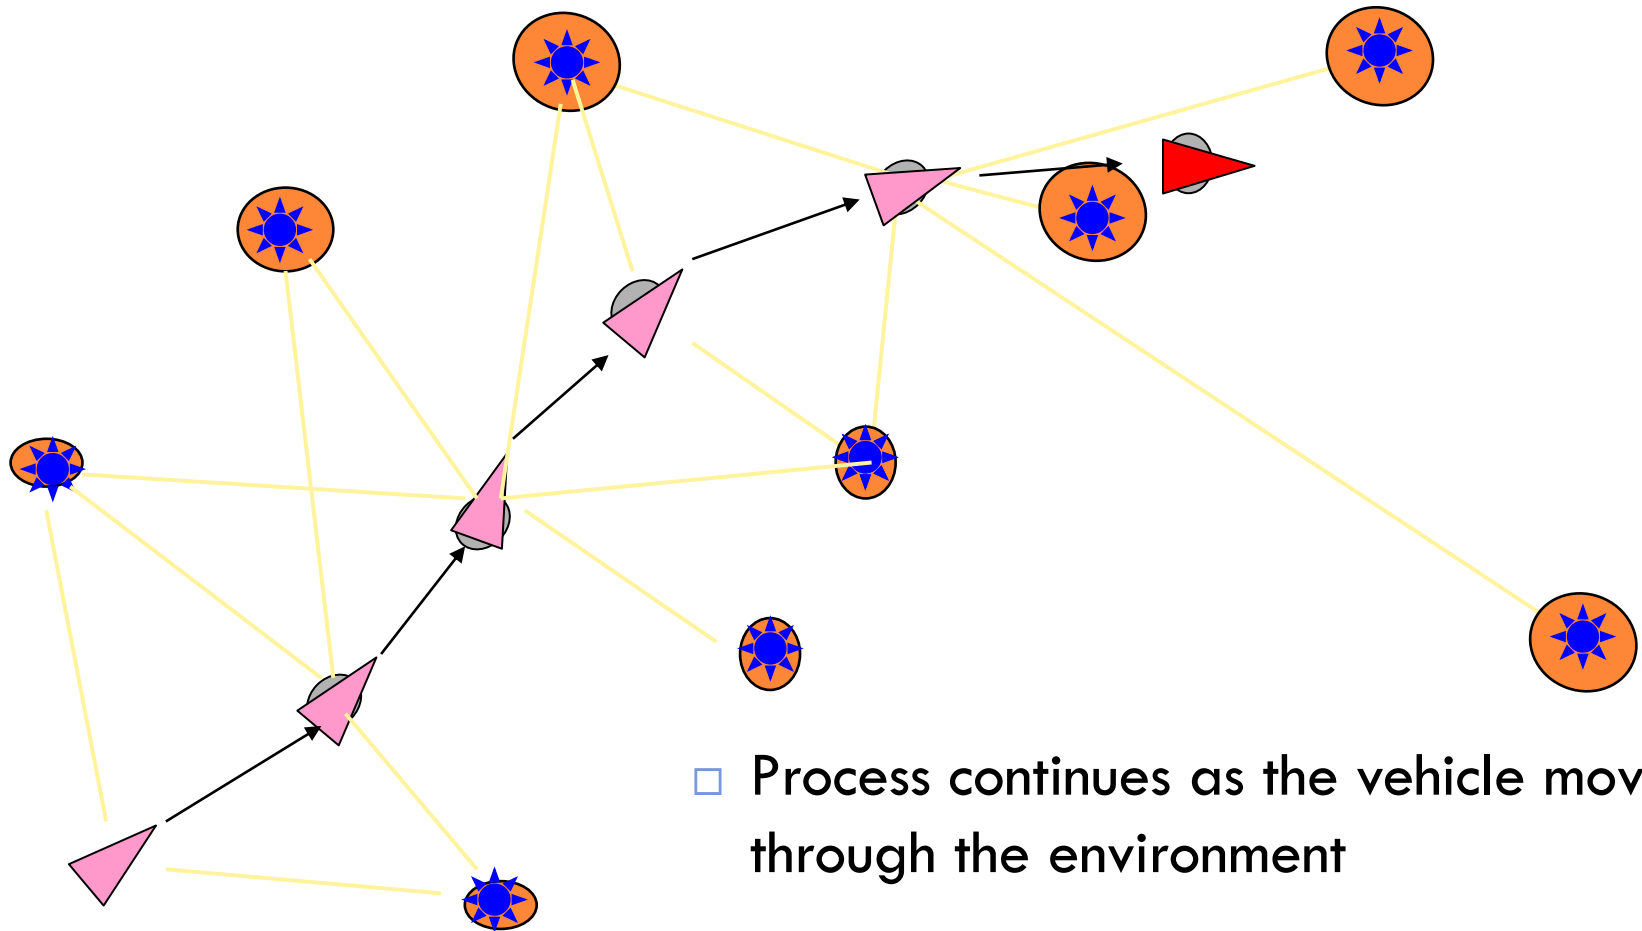 Process continues as the vehicle mov
through the environment